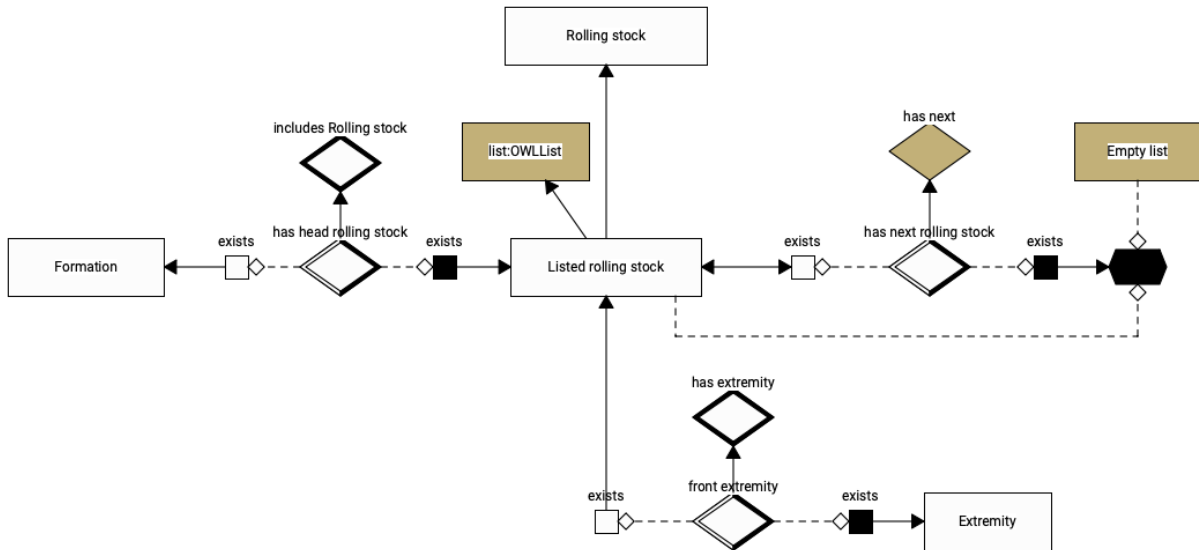 Rolling stock
has next
includes Rolling stock
list:OWLList
Empty list
exists
has head rolling stock
exists
exists
has next rolling stock
exists
Formation
Listed rolling stock
has extremity
exists
front extremity
exists
Extremity